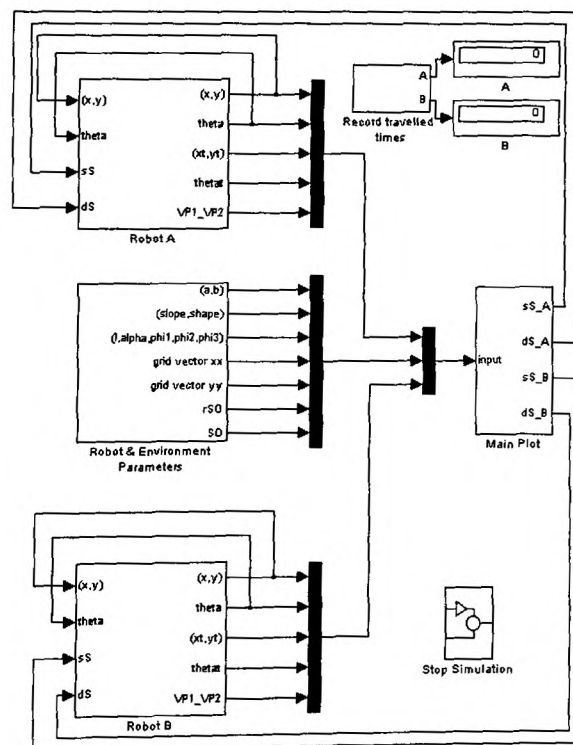 (x,y)
theta
sS
dS
(x,y)
theta
(xt,yt)
thetat
VP1_VP2
Robot A
A
B
Record travelled
times
0
A
0
B
(a,b)
(slope,shape)
(l,alpha,phi1,phi2,phi3)
grid vector xx
grid vector yy
rS0
S0
Robot & Environment
Parameters
input
sS_A
dS_A
sS_B
dS_B
Main Plot
(x,y)
theta
sS
dS
(x,y)
theta
(xt,yt)
thetat
VP1_VP2
Robot B
Stop Simulation